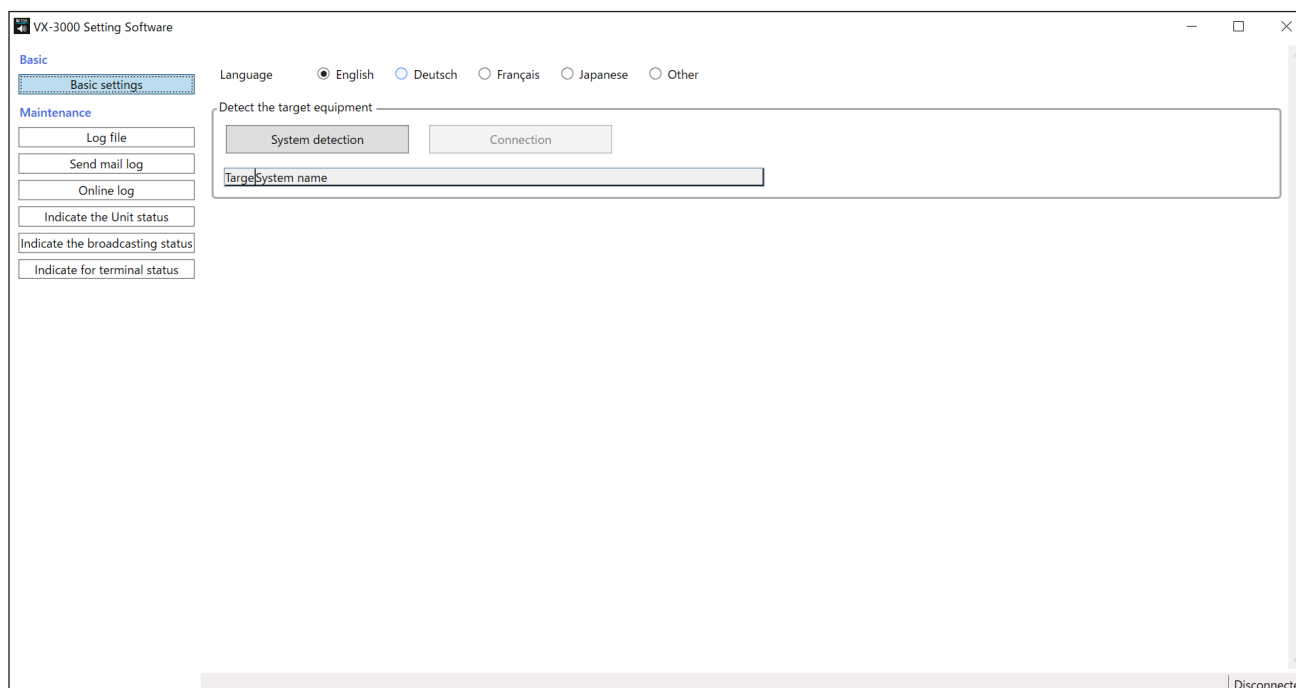 VX-3000 Setting Software
Basic
Basic settings
Maintenance
Log file
Send mail log
Online log
Indicate the Unit status
Indicate the broadcasting status
Indicate for terminal status
Language English Deutsch Français Japanese Other
Detect the target equipment
System detection Connection
Targe System name
Disconnecte